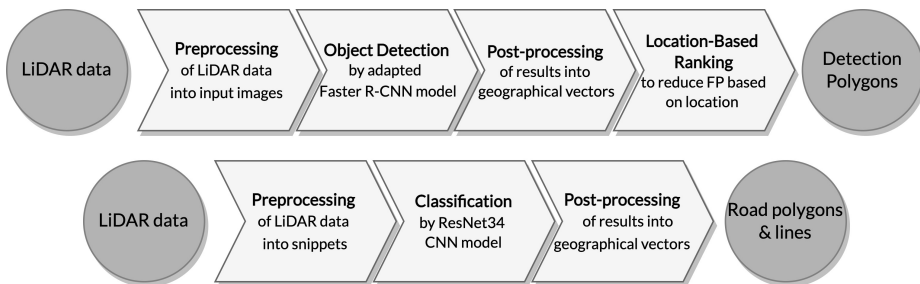 LiDAR data
Preprocessing
of LiDAR data
into input images
Object Detection
by adapted
Faster R-CNN model
Post-processing
of results into
geographical vectors
Location-Based
Ranking
to reduce FP based
on location
Detection
Polygons
LiDAR data
Preprocessing
of LiDAR data
into snippets
Classification
by ResNet34
CNN model
Post-processing
of results into
geographical vectors
Road polygons
& lines